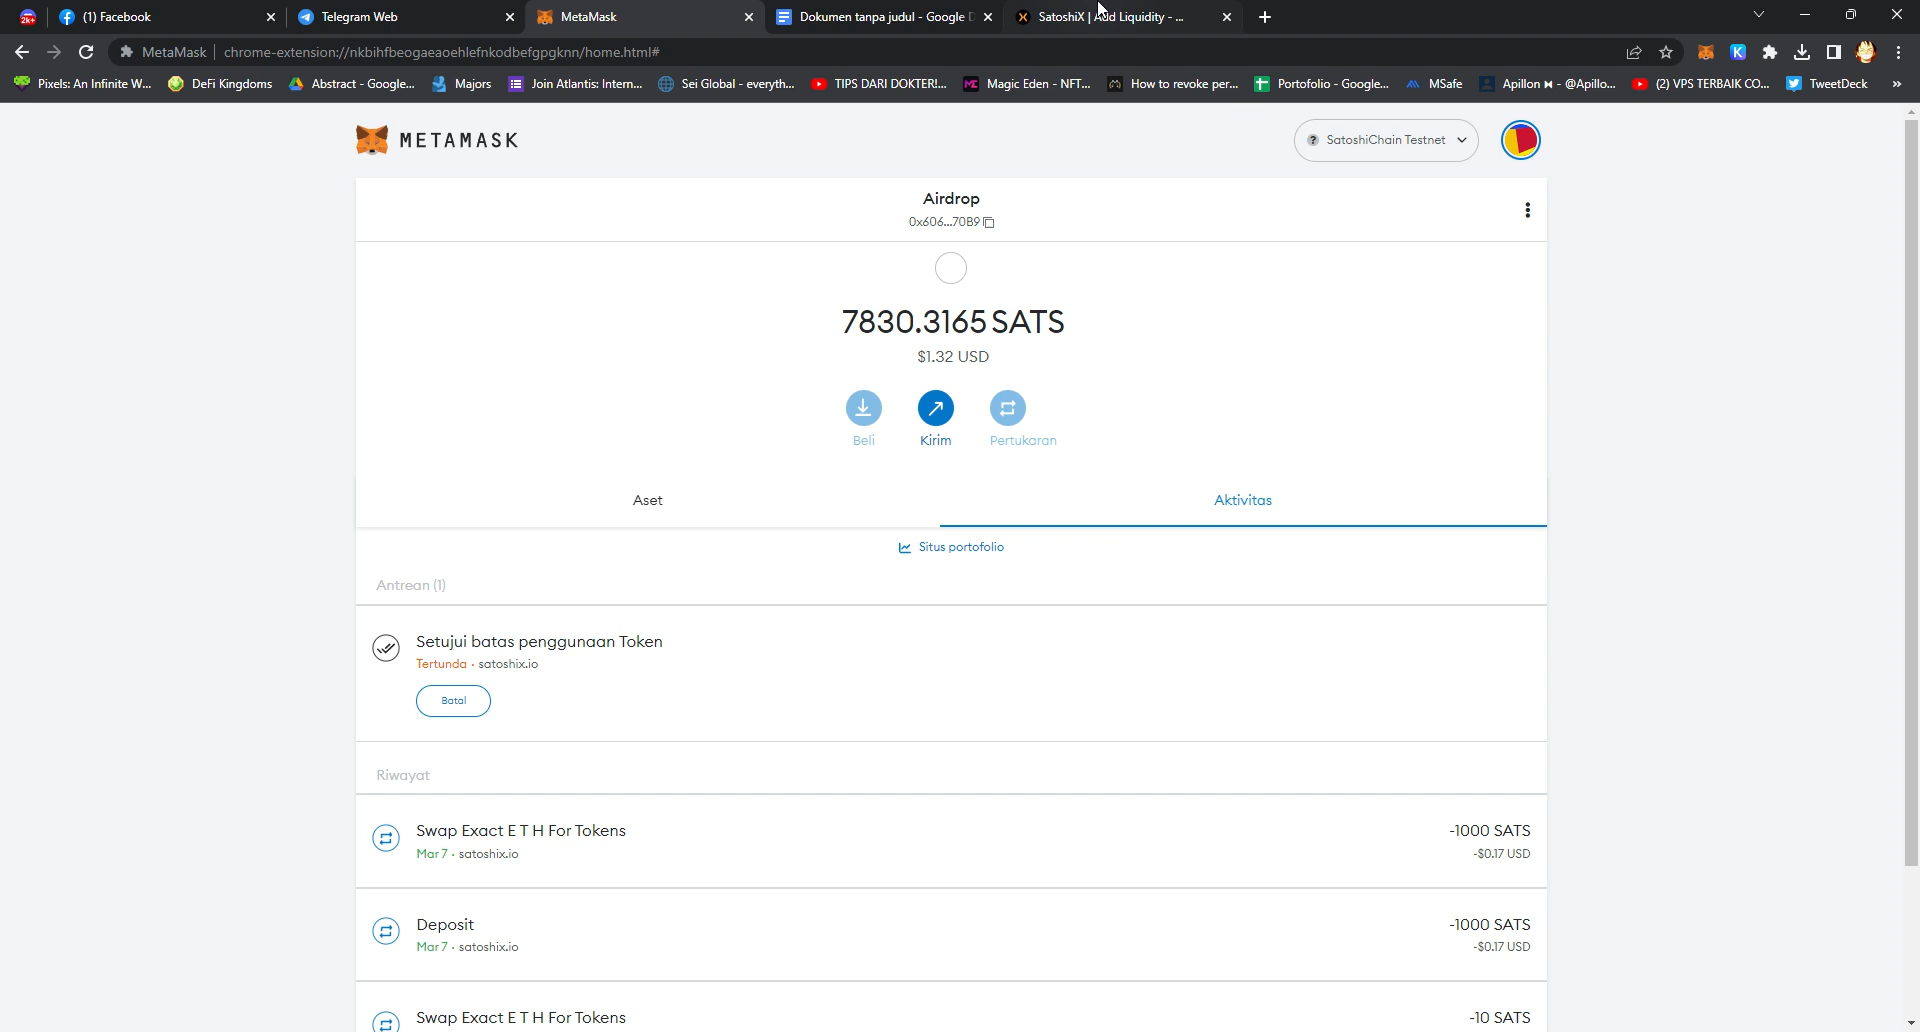 2K+
(1) Facebook
Telegram Web
MetaMask
Dokumen tanpa judul - Google D
SatoshiX | Add Liquidity - ...
MetaMask
chrome-extension://nkbihfbeogaeaoehlefnkodbefgpgknn/home.html#
Pixels: An Infinite W...
DeFi Kingdoms
Abstract - Google...
Majors
Join Atlantis: Intern...
Sei Global - everyth...
TIPS DARI DOKTER!...
Magic Eden - NFT...
How to revoke per...
Portofolio - Google...
MSafe
Apillon ⧓ - @Apillo...
(2) VPS TERBAIK CO...
TweetDeck
»
METAMASK
? SatoshiChain Testnet
Airdrop
0x606...70B9
7830.3165 SATS
$1.32 USD
Beli
Kirim
Pertukaran
Aset
Aktivitas
Situs portofolio
Antrean (1)
Setujui batas penggunaan Token
Tertunda · satoshix.io
Batal
Riwayat
Swap Exact E T H For Tokens
-1000 SATS
Mar 7 · satoshix.io
-$0.17 USD
Deposit
-1000 SATS
Mar 7 · satoshix.io
-$0.17 USD
Swap Exact E T H For Tokens
-10 SATS